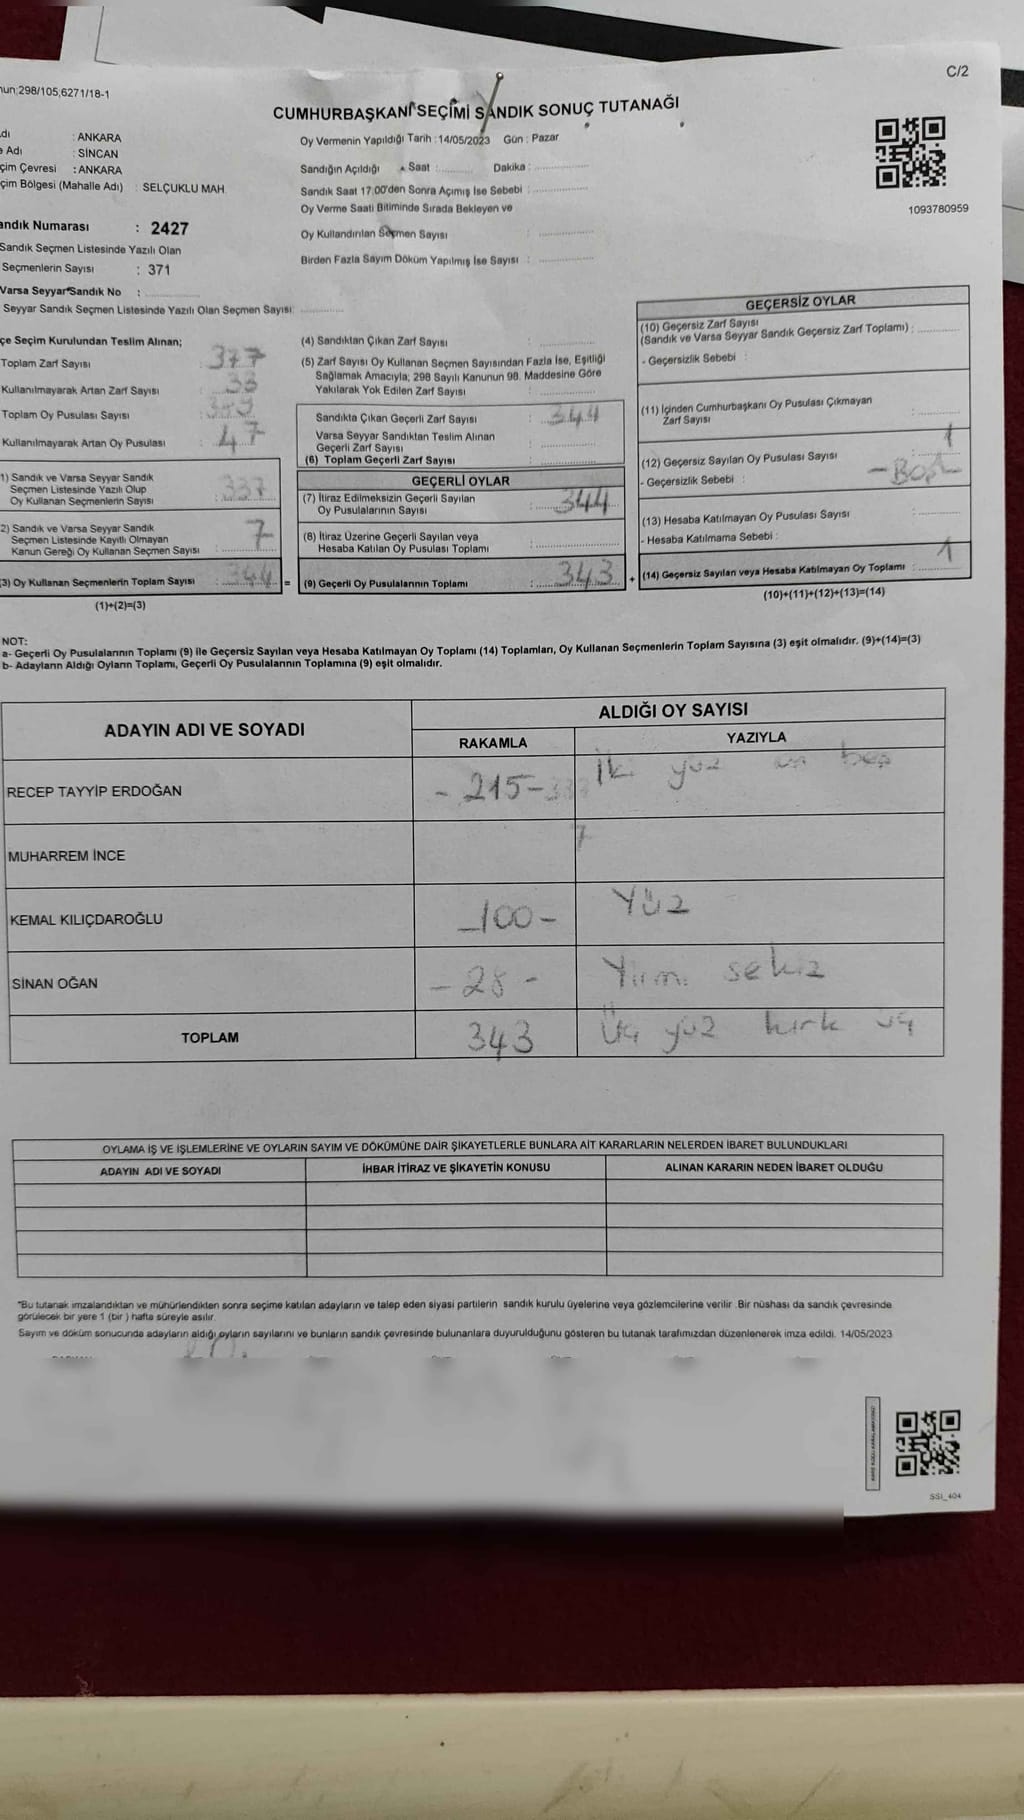 C/2
nun;298/105,6271/18-1
CUMHURBAŞKANI SEÇİMİ SANDIK SONUÇ TUTANAĞI
dı : ANKARA
Adı : SİNCAN
çim Çevresi : ANKARA
çim Bölgesi (Mahalle Adı) : SELÇUKLU MAH
andık Numarası : 2427
Sandık Seçmen Listesinde Yazılı Olan
Seçmenlerin Sayısı : 371
Varsa Seyyar Sandık No :
Seyyar Sandık Seçmen Listesinde Yazılı Olan Seçmen Sayısı:
Oy Vermenin Yapıldığı Tarih : 14/05/2023 Gün : Pazar
Sandığın Açıldığı Saat : Dakika :
Sandık Saat 17:00'den Sonra Açımış İse Sebebi :
Oy Verme Saati Bitiminde Sırada Bekleyen ve
Oy Kullandırılan Seçmen Sayısı :
Birden Fazla Sayım Döküm Yapılmış İse Sayısı :
1093780959
çe Seçim Kurulundan Teslim Alınan;
Toplam Zarf Sayısı : 377
Kullanılmayarak Artan Zarf Sayısı : 33
Toplam Oy Pusulası Sayısı :
Kullanılmayarak Artan Oy Pusulası : 47
1) Sandık ve Varsa Seyyar Sandık
Seçmen Listesinde Yazılı Olup
Oy Kullanan Seçmenlerin Sayısı : 337
2) Sandık ve Varsa Seyyar Sandık
Seçmen Listesinde Kayıtlı Olmayan
Kanun Gereği Oy Kullanan Seçmen Sayısı : 7
3) Oy Kullanan Seçmenlerin Toplam Sayısı : 344 =
(1)+(2)=(3)
(4) Sandıktan Çıkan Zarf Sayısı :
(5) Zarf Sayısı Oy Kullanan Seçmen Sayısından Fazla İse, Eşitliği
Sağlamak Amacıyla; 298 Sayılı Kanunun 98. Maddesine Göre
Yakılarak Yok Edilen Zarf Sayısı :
Sandıkta Çıkan Geçerli Zarf Sayısı : 344
Varsa Seyyar Sandıktan Teslim Alınan
Geçerli Zarf Sayısı :
(6) Toplam Geçerli Zarf Sayısı :
GEÇERLİ OYLAR
(7) İtiraz Edilmeksizin Geçerli Sayılan
Oy Pusulalarının Sayısı : 344
(8) İtiraz Üzerine Geçerli Sayılan veya
Hesaba Katılan Oy Pusulası Toplamı :
(9) Geçerli Oy Pusulalarının Toplamı : 343 +
GEÇERSİZ OYLAR
(10) Geçersiz Zarf Sayısı
(Sandık ve Varsa Seyyar Sandık Geçersiz Zarf Toplamı) :
- Geçersizlik Sebebi :
(11) İçinden Cumhurbaşkanı Oy Pusulası Çıkmayan
Zarf Sayısı :
(12) Geçersiz Sayılan Oy Pusulası Sayısı : 1
- Geçersizlik Sebebi : - Boş
(13) Hesaba Katılmayan Oy Pusulası Sayısı :
- Hesaba Katılmama Sebebi :
(14) Geçersiz Sayılan veya Hesaba Katılmayan Oy Toplamı : 1
(10)+(11)+(12)+(13)=(14)
NOT:
a- Geçerli Oy Pusulalarının Toplamı (9) ile Geçersiz Sayılan veya Hesaba Katılmayan Oy Toplamı (14) Toplamları, Oy Kullanan Seçmenlerin Toplam Sayısına (3) eşit olmalıdır. (9)+(14)=(3)
b- Adayların Aldığı Oyların Toplamı, Geçerli Oy Pusulalarının Toplamına (9) eşit olmalıdır.
ADAYIN ADI VE SOYADI ALDIĞI OY SAYISI
RAKAMLA YAZIYLA
RECEP TAYYİP ERDOĞAN - 215 - İki yüz on beş
MUHARREM İNCE
KEMAL KILIÇDAROĞLU - 100 - Yüz
SİNAN OĞAN - 28 - Yirmi sekiz
TOPLAM 343 Üç yüz kırk üç
OYLAMA İŞ VE İŞLEMLERİNE VE OYLARIN SAYIM VE DÖKÜMÜNE DAİR ŞİKAYETLERLE BUNLARA AİT KARARLARIN NELERDEN İBARET BULUNDUKLARI
ADAYIN ADI VE SOYADI İHBAR İTİRAZ VE ŞİKAYETİN KONUSU ALINAN KARARIN NEDEN İBARET OLDUĞU
*Bu tutanak imzalandıktan ve mühürlendikten sonra seçime katılan adayların ve talep eden siyasi partilerin sandık kurulu üyelerine veya gözlemcilerine verilir. Bir nüshası da sandık çevresinde
görülecek bir yere 1 (bir ) hafta süreyle asılır.
Sayım ve döküm sonucunda adayların aldığı oyların sayılarını ve bunların sandık çevresinde bulunanlara duyurulduğunu gösteren bu tutanak tarafımızdan düzenlenerek imza edildi. 14/05/2023
SSI_404